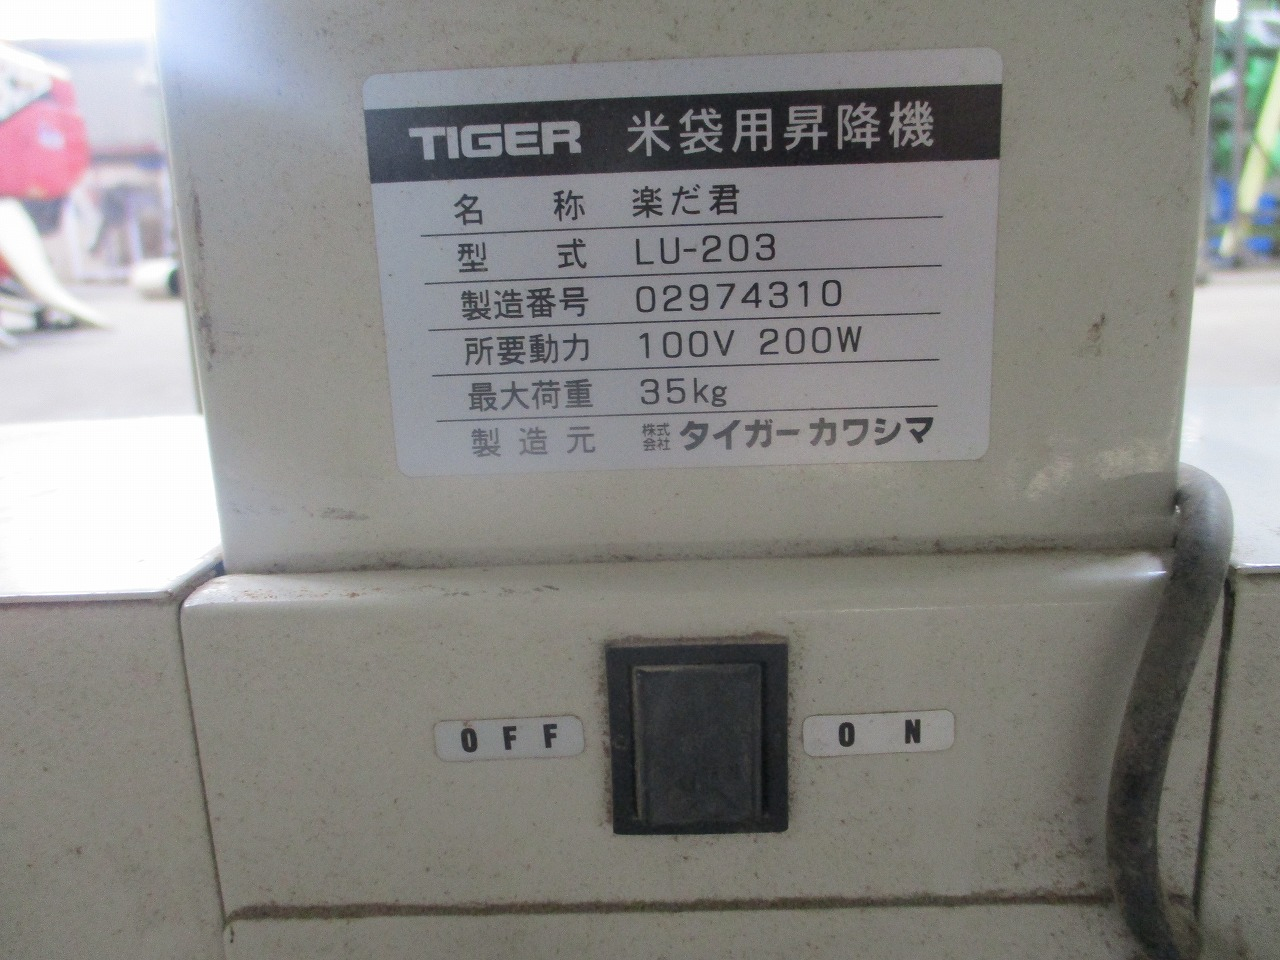 TIGER 米袋用昇降機
名称 楽だ君
型式 LU-203
製造番号 02974310
所要動力 100V 200W
最大荷重 35kg
製造元 株式会社 タイガーカワシマ
OFF ON